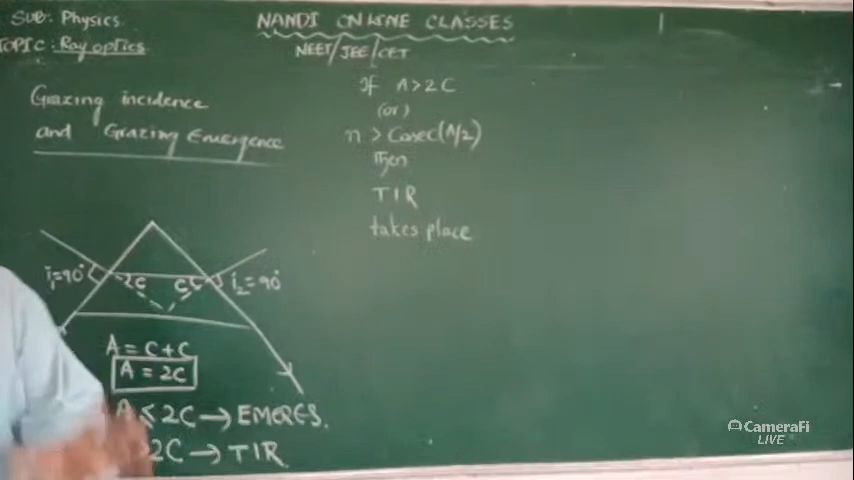 SUB: Physics
TOPIC: Ray optics
NANDI ONLINE CLASSES
NEET/JEE/CET
Grazing incidence
and Grazing Emergence
If A>2C
(or)
n > Cosec(A/2)
Then
TIR
takes place
i₁=90°
C
C
i₂=90°
A = C+C
A = 2C
A ≤ 2C → EMERGES.
>2C → TIR
CameraFi
LIVE